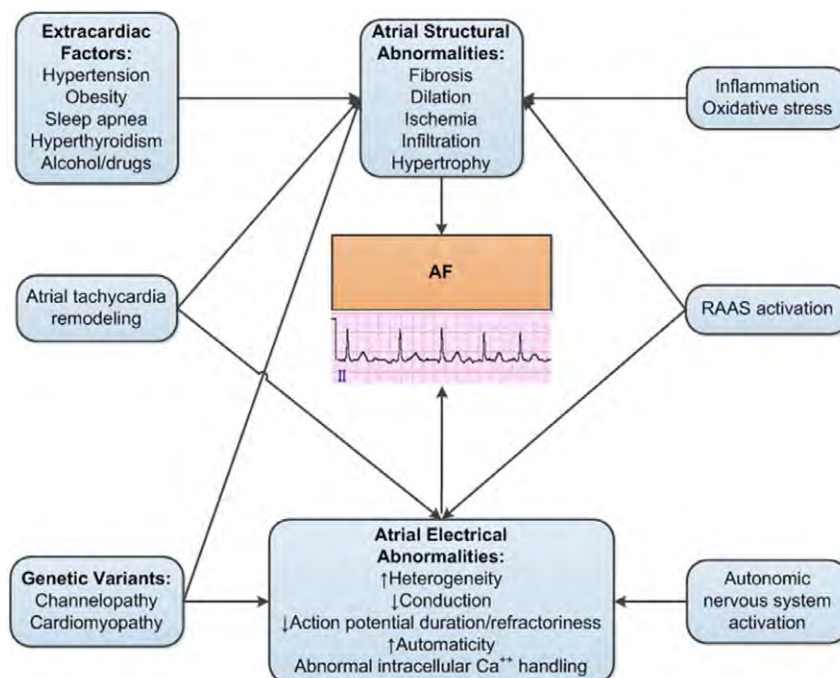 Extracardiac
Factors:
Hypertension
Obesity
Sleep apnea
Hyperthyroidism
Alcohol/drugs
Atrial Structural
Abnormalities:
Fibrosis
Dilation
Ischemia
Infiltration
Hypertrophy
Inflammation
Oxidative stress
AF
Atrial tachycardia
remodeling
RAAS activation
II
Genetic Variants:
Channelopathy
Cardiomyopathy
Atrial Electrical
Abnormalities:
↑Heterogeneity
↓Conduction
↓Action potential duration/refractoriness
↑Automaticity
Abnormal intracellular Ca⁺⁺ handling
Autonomic
nervous system
activation